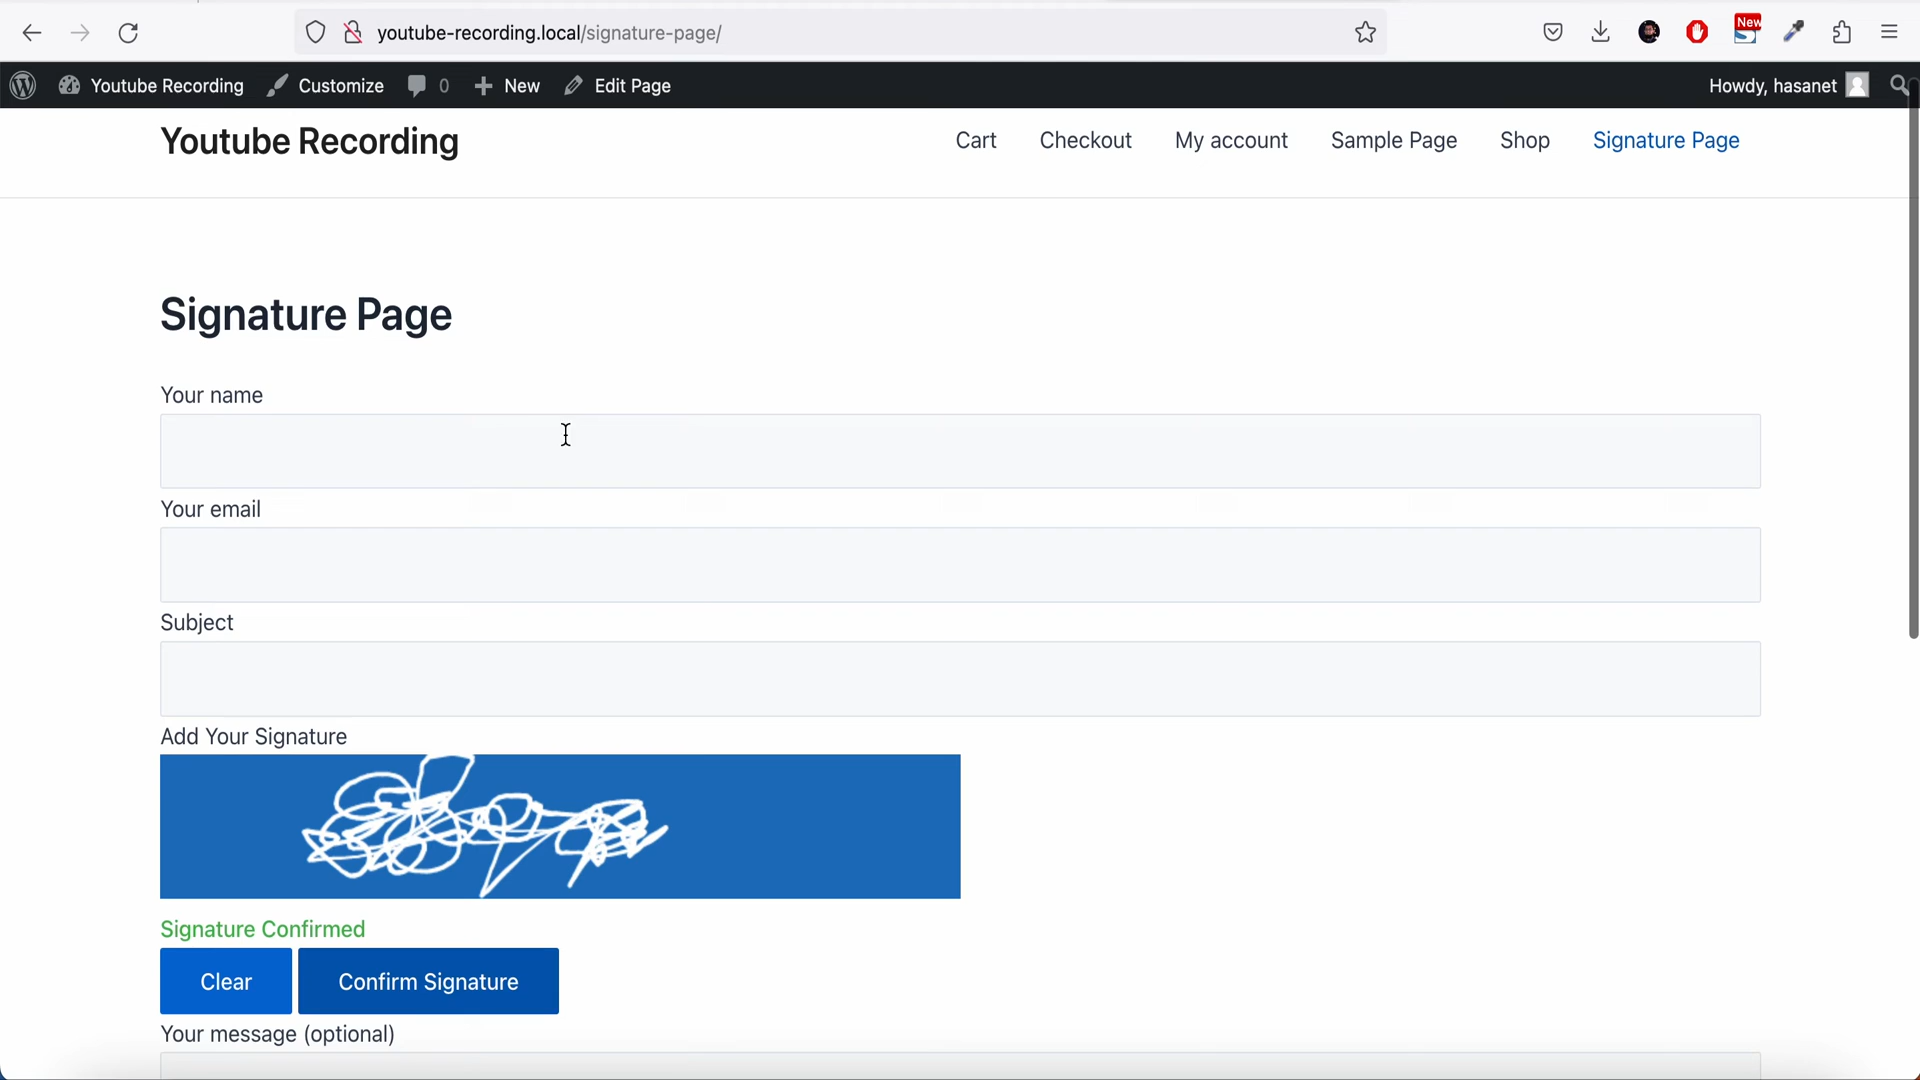 youtube-recording.local/signature-page/
New
Youtube Recording Customize 0 New Edit Page Howdy, hasanet
Youtube Recording Cart Checkout My account Sample Page Shop Signature Page
Signature Page
Your name
Your email
Subject
Add Your Signature
Signature Confirmed
Clear Confirm Signature
Your message (optional)